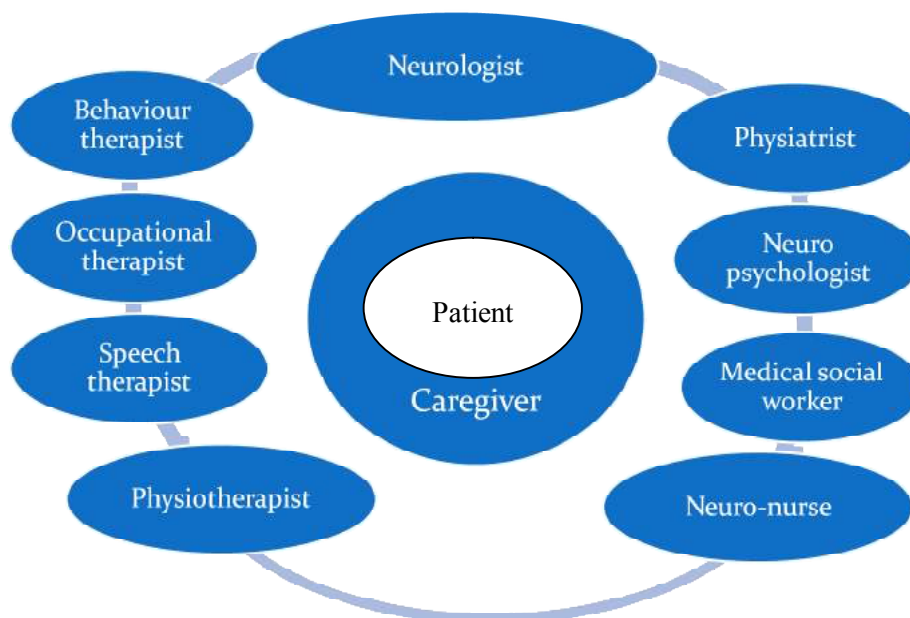 Neurologist
Behaviour
therapist
Physiatrist
Occupational
therapist
Neuro
psychologist
Patient
Speech
therapist
Caregiver
Medical social
worker
Physiotherapist
Neuro-nurse